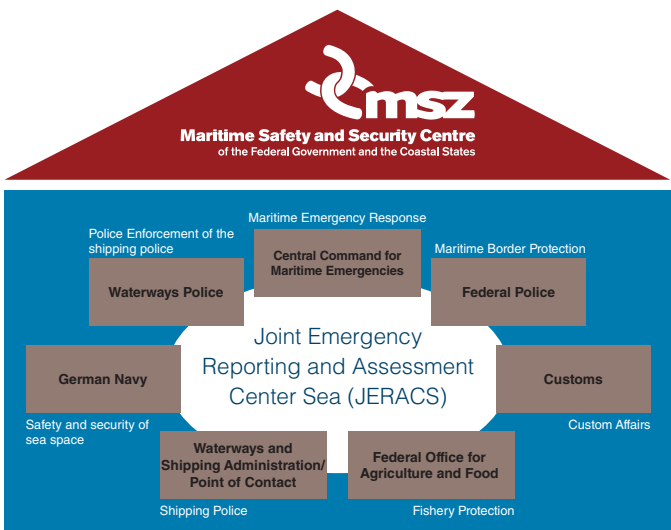 msz
Maritime Safety and Security Centre
of the Federal Government and the Coastal States
Maritime Emergency Response
Police Enforcement of the
shipping police
Maritime Border Protection
Central Command for
Maritime Emergencies
Waterways Police
Federal Police
Joint Emergency
Reporting and Assessment
Center Sea (JERACS)
German Navy
Customs
Safety and security of
sea space
Custom Affairs
Waterways and
Shipping Administration/
Point of Contact
Federal Office for
Agriculture and Food
Shipping Police
Fishery Protection